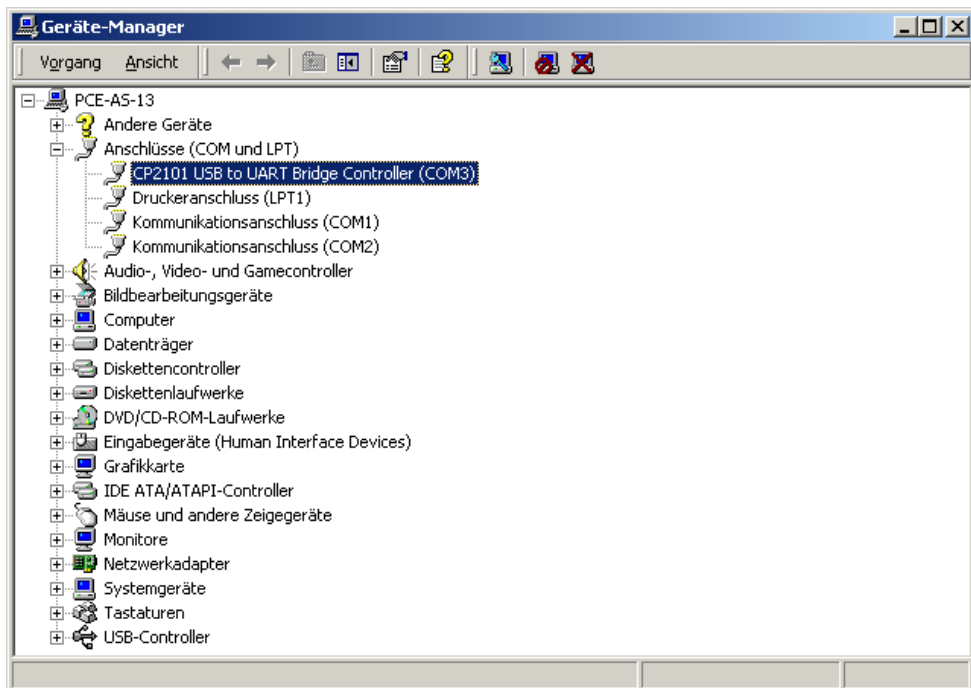 Geräte-Manager
Vorgang Ansicht
PCE-AS-13
Andere Geräte
Anschlüsse (COM und LPT)
CP2101 USB to UART Bridge Controller (COM3)
Druckeranschluss (LPT1)
Kommunikationsanschluss (COM1)
Kommunikationsanschluss (COM2)
Audio-, Video- und Gamecontroller
Bildbearbeitungsgeräte
Computer
Datenträger
Diskettencontroller
Diskettenlaufwerke
DVD/CD-ROM-Laufwerke
Eingabegeräte (Human Interface Devices)
Grafikkarte
IDE ATA/ATAPI-Controller
Mäuse und andere Zeigegeräte
Monitore
Netzwerkadapter
Systemgeräte
Tastaturen
USB-Controller